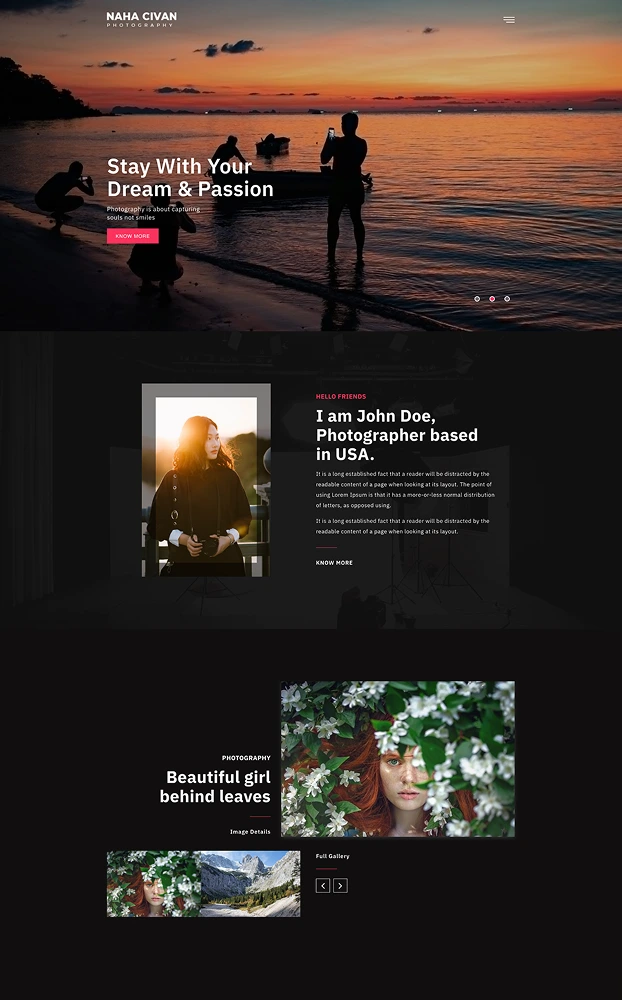 NAHA CIVAN
PHOTOGRAPHY
Stay With Your
Dream & Passion
Photography is about capturing
souls not smiles
KNOW MORE
HELLO FRIENDS
I am John Doe,
Photographer based
in USA.
It is a long established fact that a reader will be distracted by the
readable content of a page when looking at its layout. The point of
using Lorem Ipsum is that it has a more-or-less normal distribution
of letters, as opposed using.
It is a long established fact that a reader will be distracted by the
readable content of a page when looking at its layout.
KNOW MORE
PHOTOGRAPHY
Beautiful girl
behind leaves
Image Details
Full Gallery